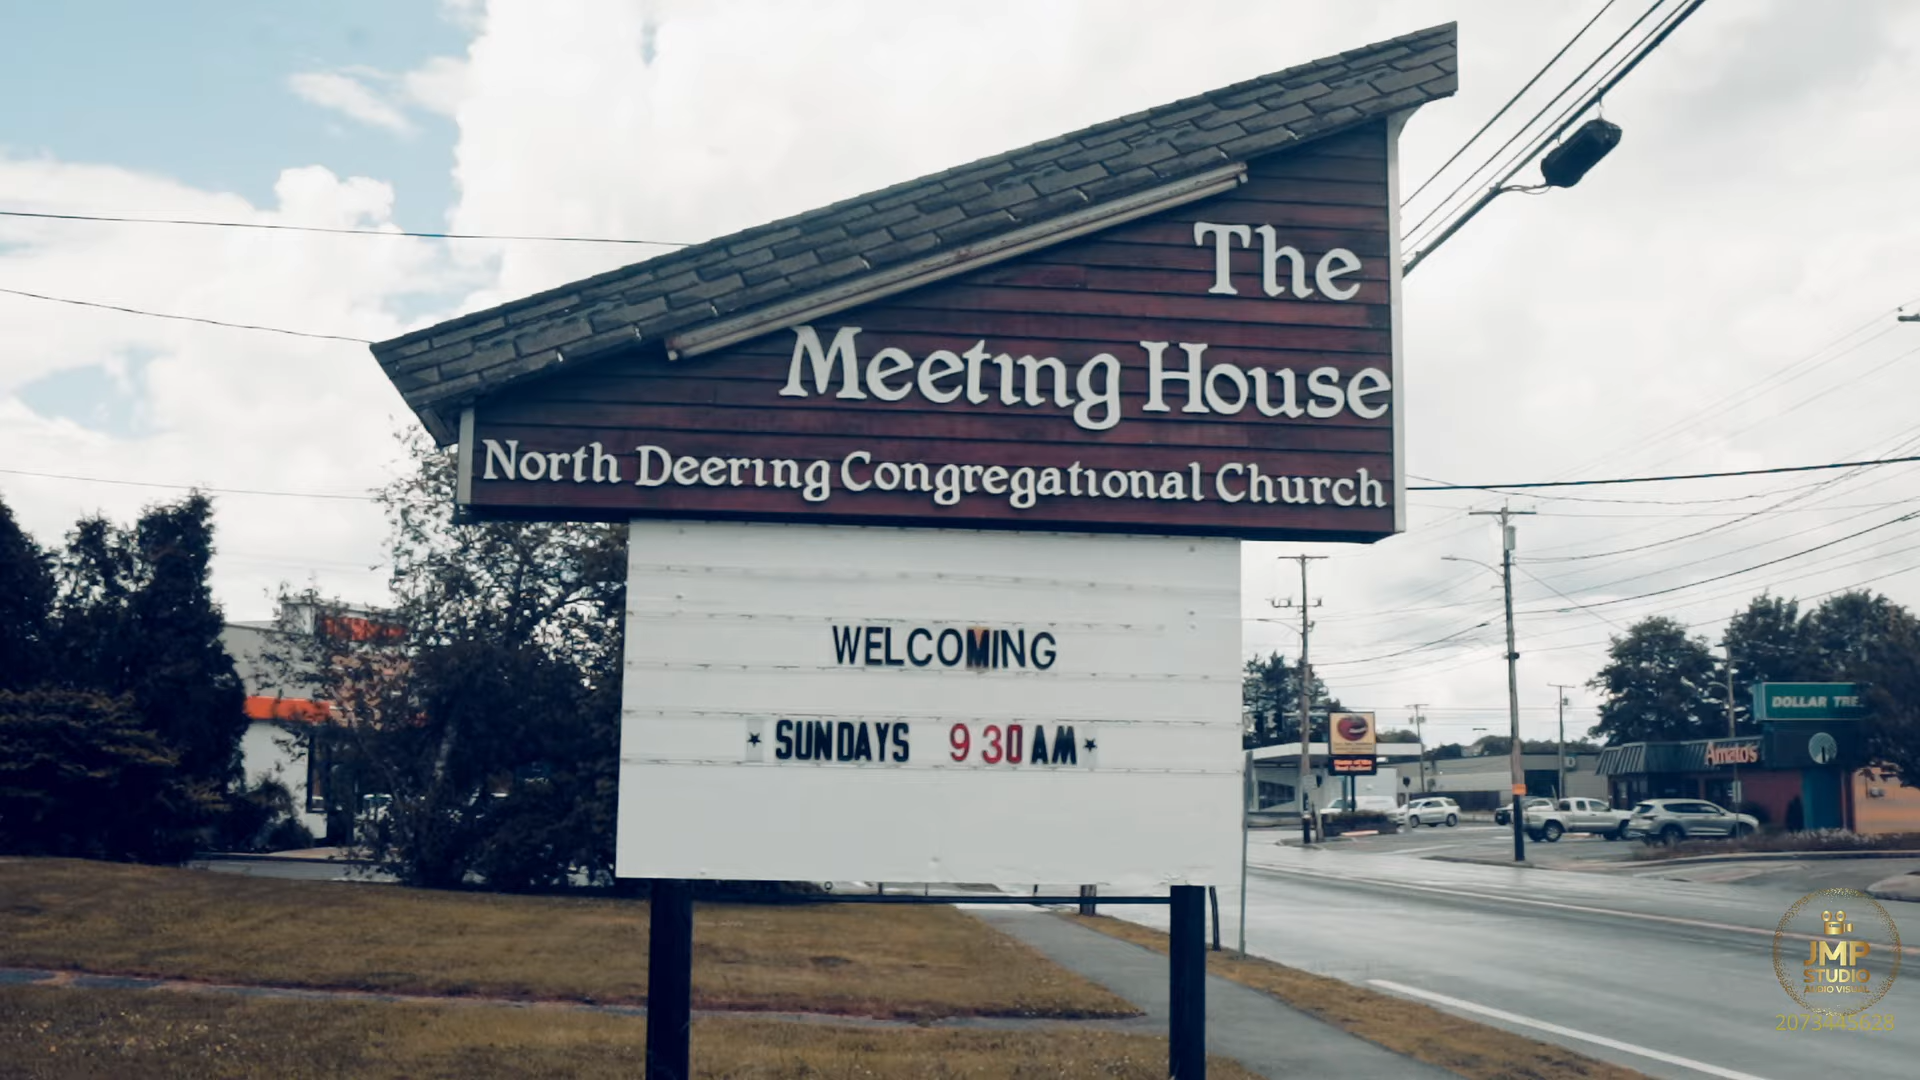 The
Meeting House
North Deering Congregational Church
WELCOMING
SUNDAYS 9 30 AM
DOLLAR TRE
Amato's
JMP
STUDIO
AUDIO VISUAL
2073445628